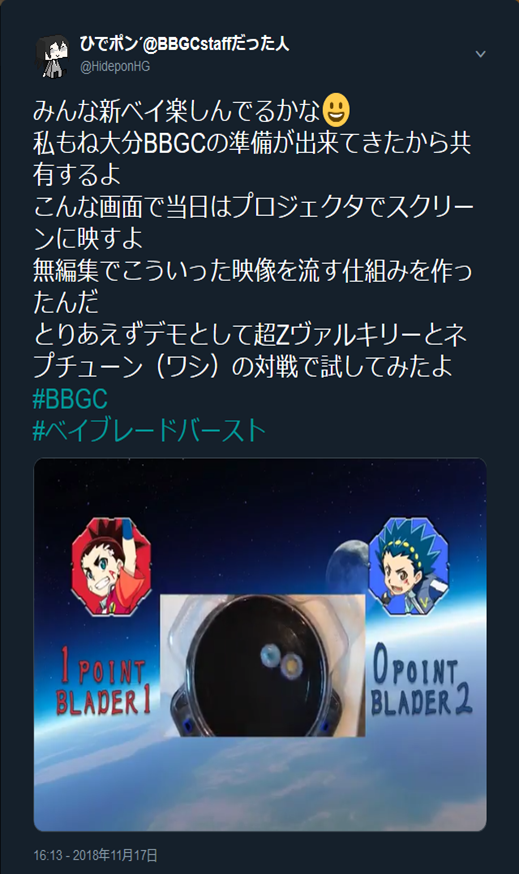 ひでポン´@BBGCstaffだった人
@HideponHG
みんな新ベイ楽しんでるかな😃
私もね大分BBGCの準備が出来てきたから共
有するよ
こんな画面で当日はプロジェクタでスクリー
ンに映すよ
無編集でこういった映像を流す仕組みを作っ
たんだ
とりあえずデモとして超Zヴァルキリーとネ
プチューン（ワシ）の対戦で試してみたよ
#BBGC
#ベイブレードバースト
1 POINT
BLADER 1
0 POINT
BLADER 2
16:13 - 2018年11月17日